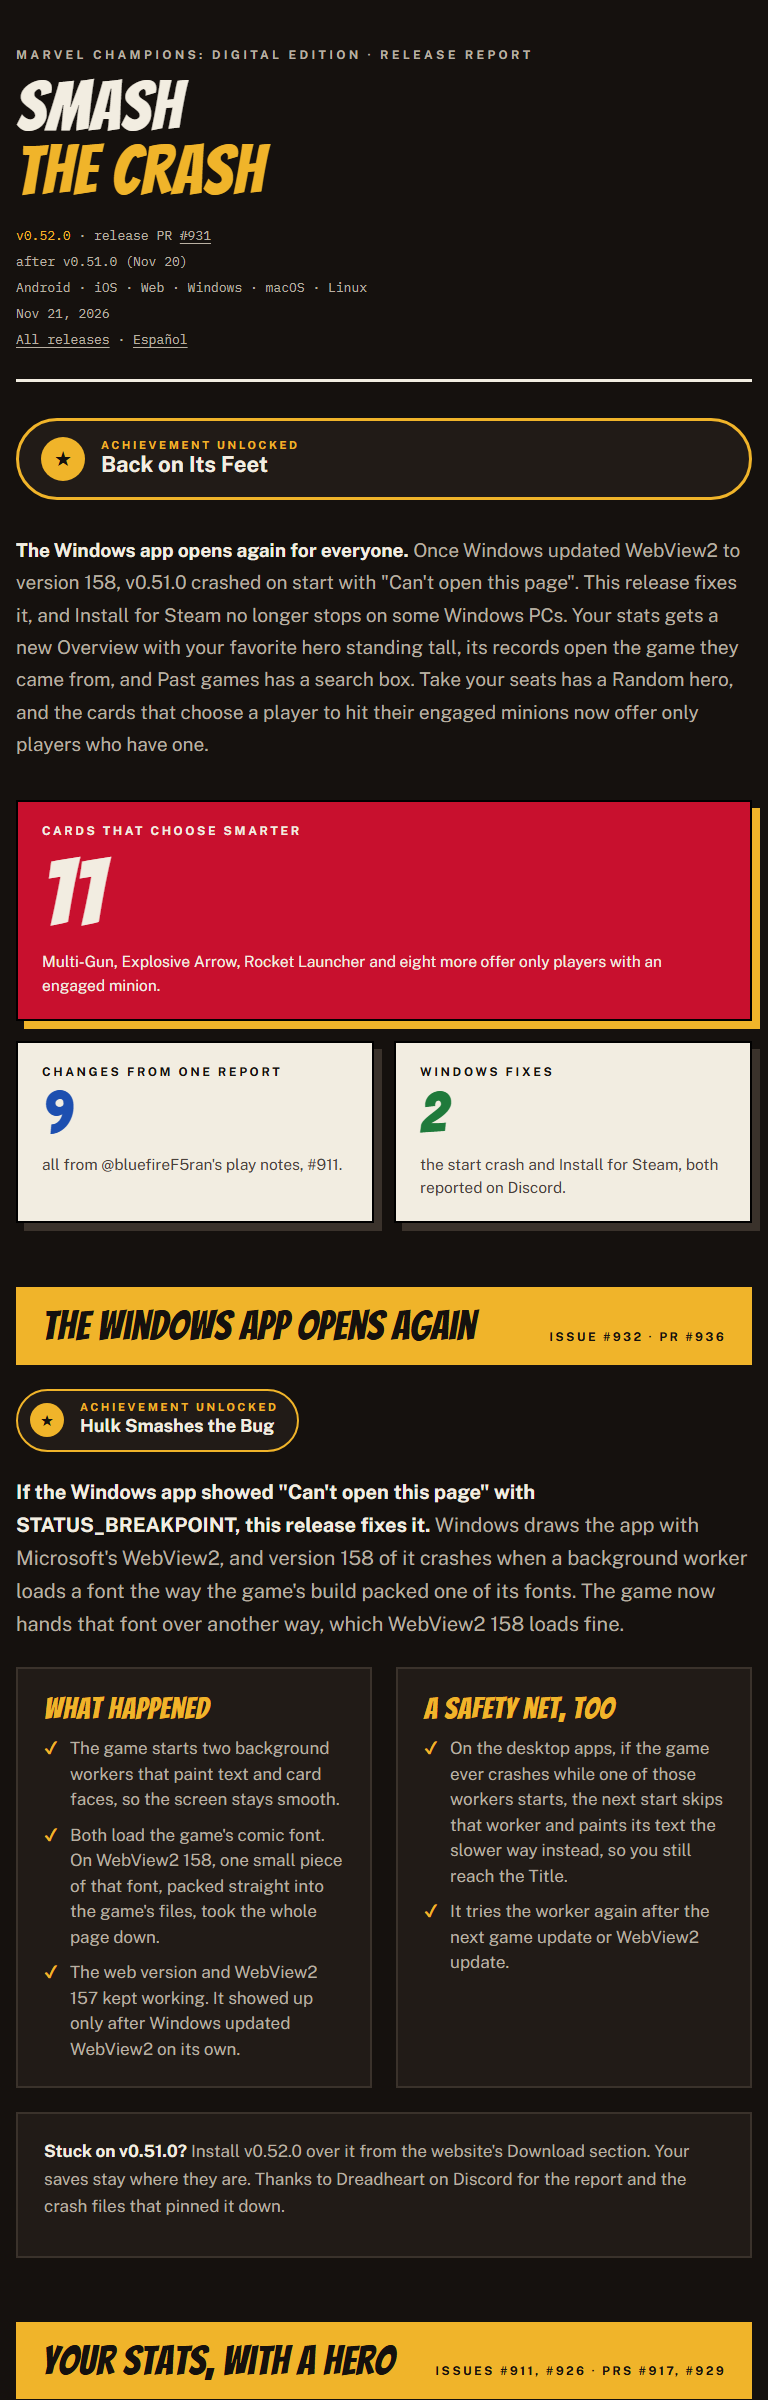 MARVEL CHAMPIONS: DIGITAL EDITION · RELEASE REPORT
SMASH
THE CRASH
v0.52.0 · release PR #931
after v0.51.0 (Nov 20)
Android · iOS · Web · Windows · macOS · Linux
Nov 21, 2026
All releases · Español
ACHIEVEMENT UNLOCKED
Back on Its Feet
The Windows app opens again for everyone. Once Windows updated WebView2 to
version 158, v0.51.0 crashed on start with "Can't open this page". This release fixes
it, and Install for Steam no longer stops on some Windows PCs. Your stats gets a
new Overview with your favorite hero standing tall, its records open the game they
came from, and Past games has a search box. Take your seats has a Random hero,
and the cards that choose a player to hit their engaged minions now offer only
players who have one.
CARDS THAT CHOOSE SMARTER
11
Multi-Gun, Explosive Arrow, Rocket Launcher and eight more offer only players with an
engaged minion.
CHANGES FROM ONE REPORT
9
all from @bluefireF5ran's play notes, #911.
WINDOWS FIXES
2
the start crash and Install for Steam, both
reported on Discord.
THE WINDOWS APP OPENS AGAIN
ISSUE #932 · PR #936
ACHIEVEMENT UNLOCKED
Hulk Smashes the Bug
If the Windows app showed "Can't open this page" with
STATUS_BREAKPOINT, this release fixes it. Windows draws the app with
Microsoft's WebView2, and version 158 of it crashes when a background worker
loads a font the way the game's build packed one of its fonts. The game now
hands that font over another way, which WebView2 158 loads fine.
WHAT HAPPENED
✓ The game starts two background
workers that paint text and card
faces, so the screen stays smooth.
✓ Both load the game's comic font.
On WebView2 158, one small piece
of that font, packed straight into
the game's files, took the whole
page down.
✓ The web version and WebView2
157 kept working. It showed up
only after Windows updated
WebView2 on its own.
A SAFETY NET, TOO
✓ On the desktop apps, if the game
ever crashes while one of those
workers starts, the next start skips
that worker and paints its text the
slower way instead, so you still
reach the Title.
✓ It tries the worker again after the
next game update or WebView2
update.
Stuck on v0.51.0? Install v0.52.0 over it from the website's Download section. Your
saves stay where they are. Thanks to Dreadheart on Discord for the report and the
crash files that pinned it down.
YOUR STATS, WITH A HERO
ISSUES #911, #926 · PRS #917, #929